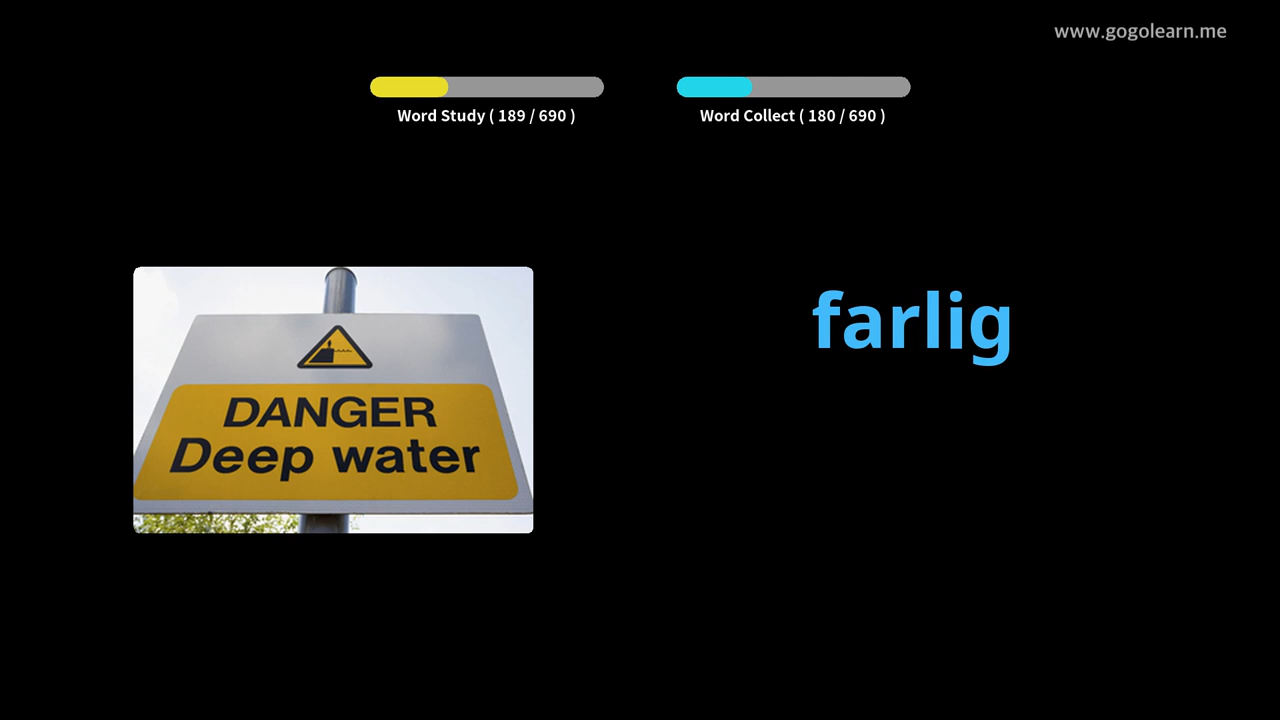 www.gogolearn.me
Word Study ( 189 / 690 )
Word Collect ( 180 / 690 )
DANGER
Deep water
farlig